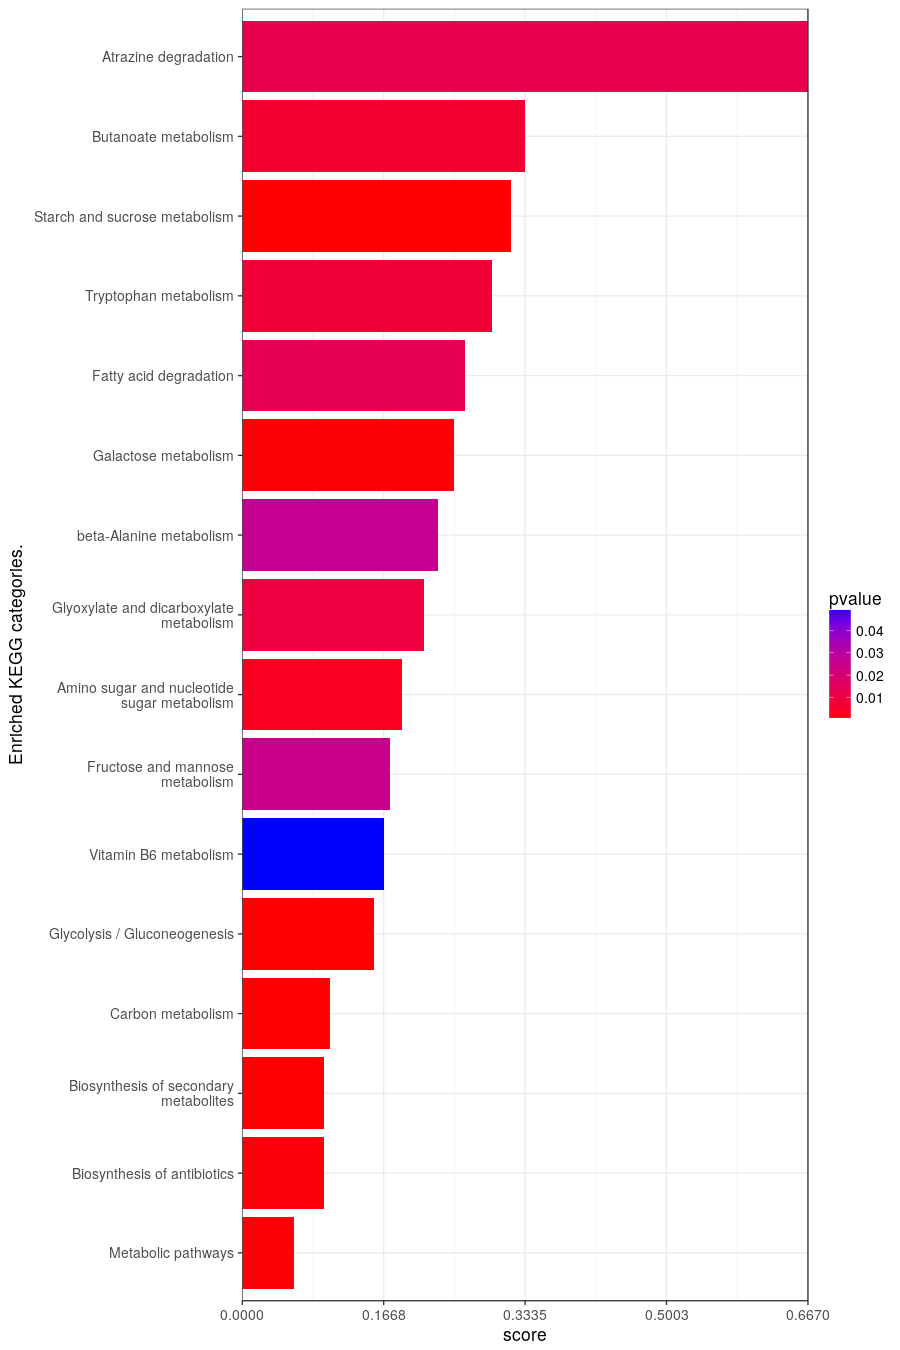 Atrazine degradation
Butanoate metabolism
Starch and sucrose metabolism
Tryptophan metabolism
Fatty acid degradation
Galactose metabolism
beta-Alanine metabolism
Glyoxylate and dicarboxylate
metabolism
Amino sugar and nucleotide
sugar metabolism
Fructose and mannose
metabolism
Vitamin B6 metabolism
Glycolysis / Gluconeogenesis
Carbon metabolism
Biosynthesis of secondary
metabolites
Biosynthesis of antibiotics
Metabolic pathways
Enriched KEGG categories.
0.0000 0.1668 0.3335 0.5003 0.6670
score
pvalue
0.04
0.03
0.02
0.01